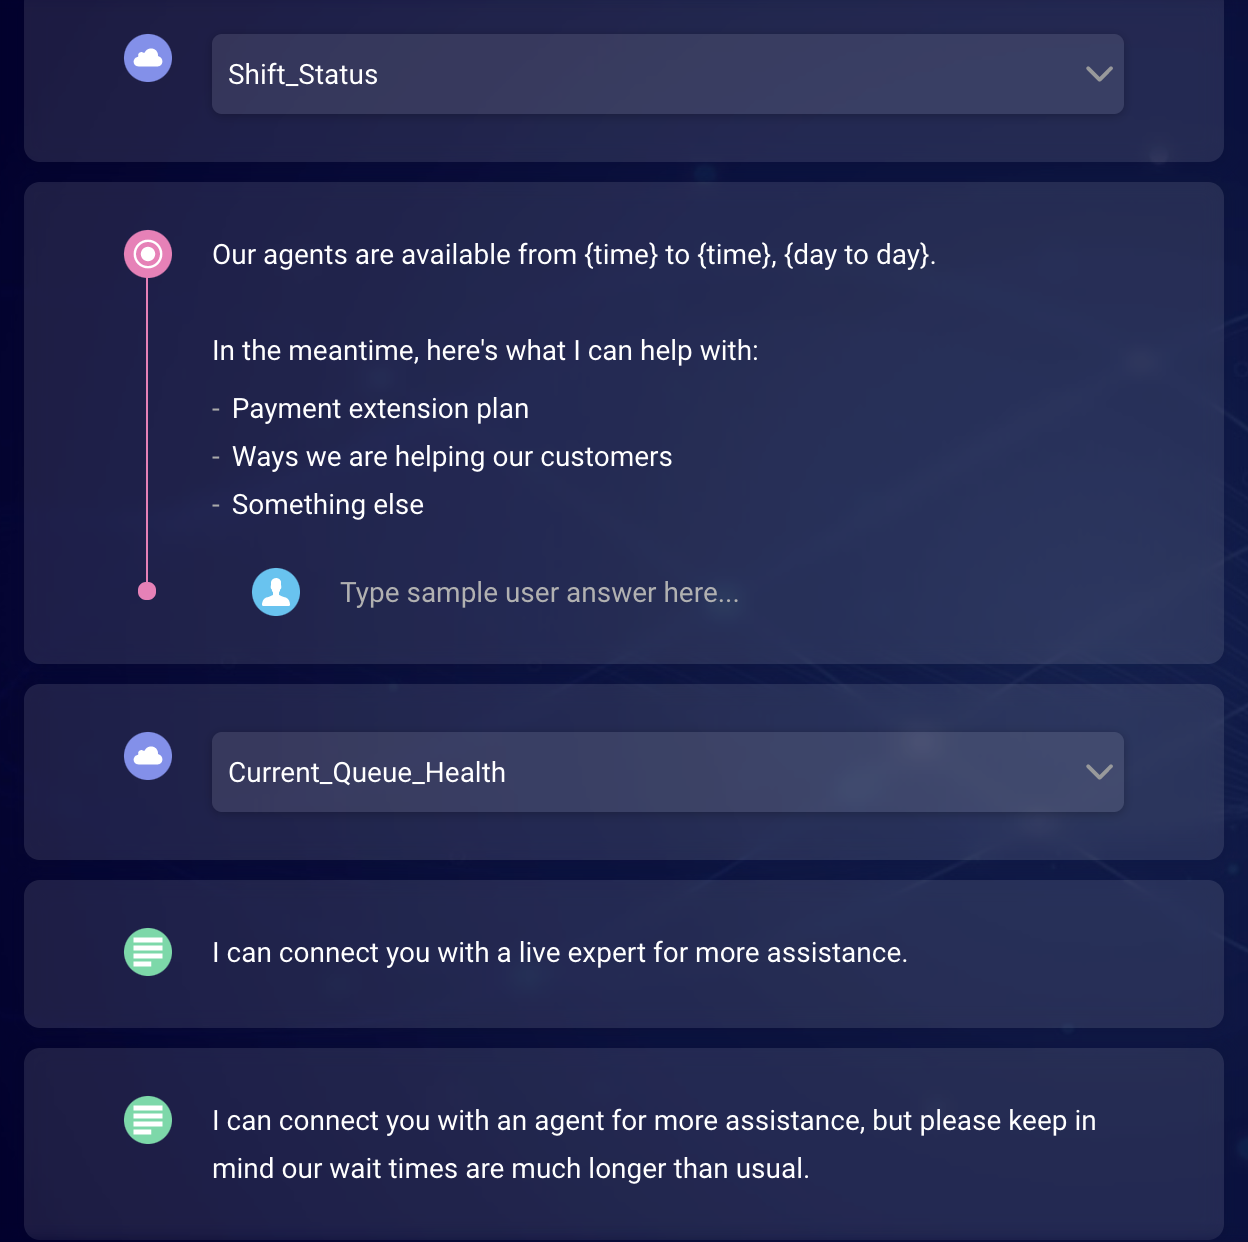 Shift_Status
Our agents are available from {time} to {time}, {day to day}.
In the meantime, here's what I can help with:
- Payment extension plan
- Ways we are helping our customers
- Something else
Type sample user answer here...
Current_Queue_Health
I can connect you with a live expert for more assistance.
I can connect you with an agent for more assistance, but please keep in
mind our wait times are much longer than usual.